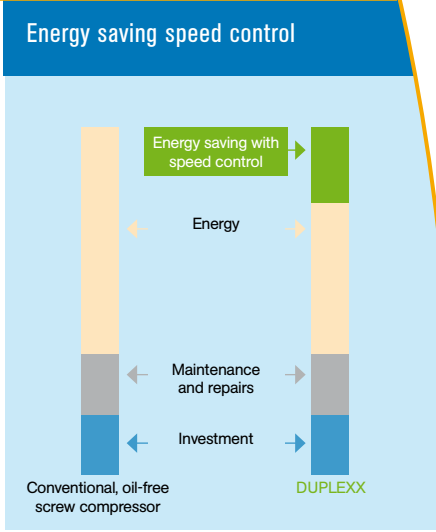 Energy saving speed control
Energy saving with
speed control
Energy
Maintenance
and repairs
Investment
Conventional, oil-free
screw compressor
DUPLEXX